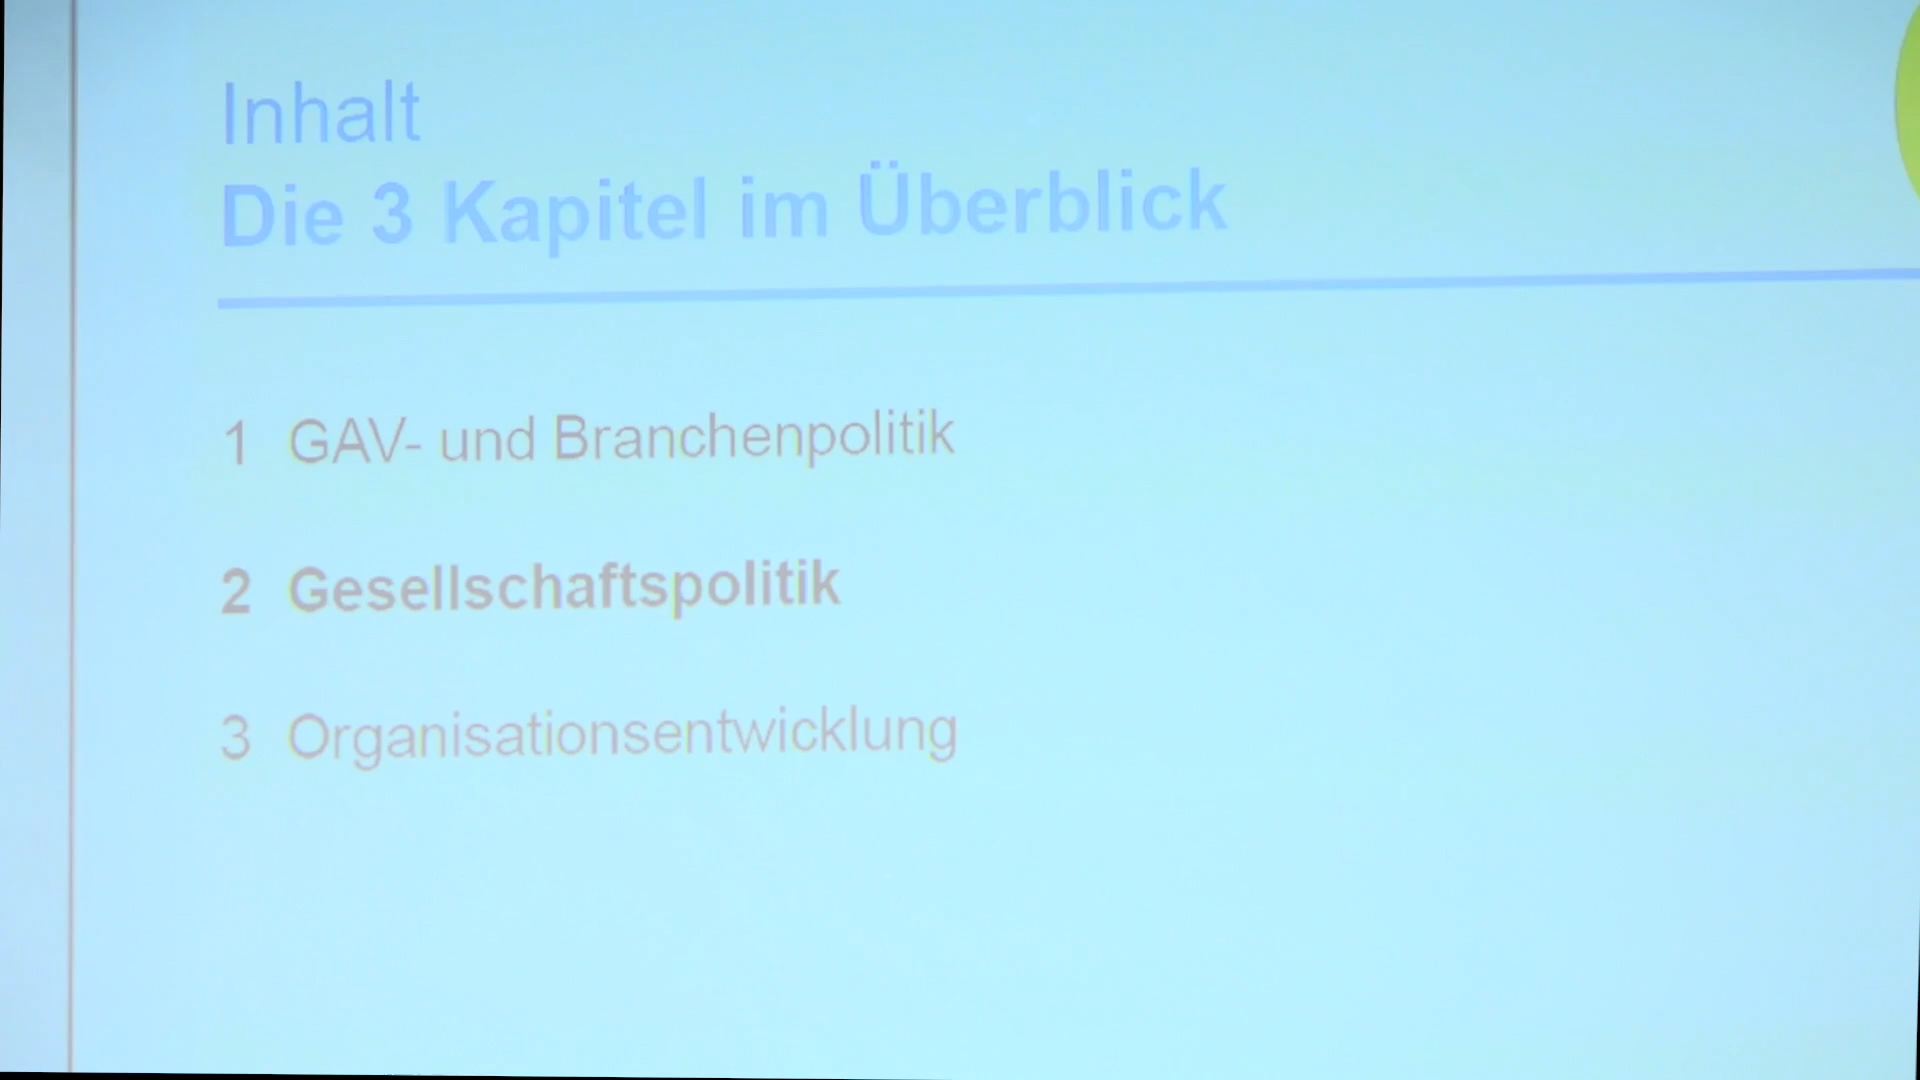 Inhalt
Die 3 Kapitel im Überblick
1 GAV- und Branchenpolitik
2 Gesellschaftspolitik
3 Organisationsentwicklung